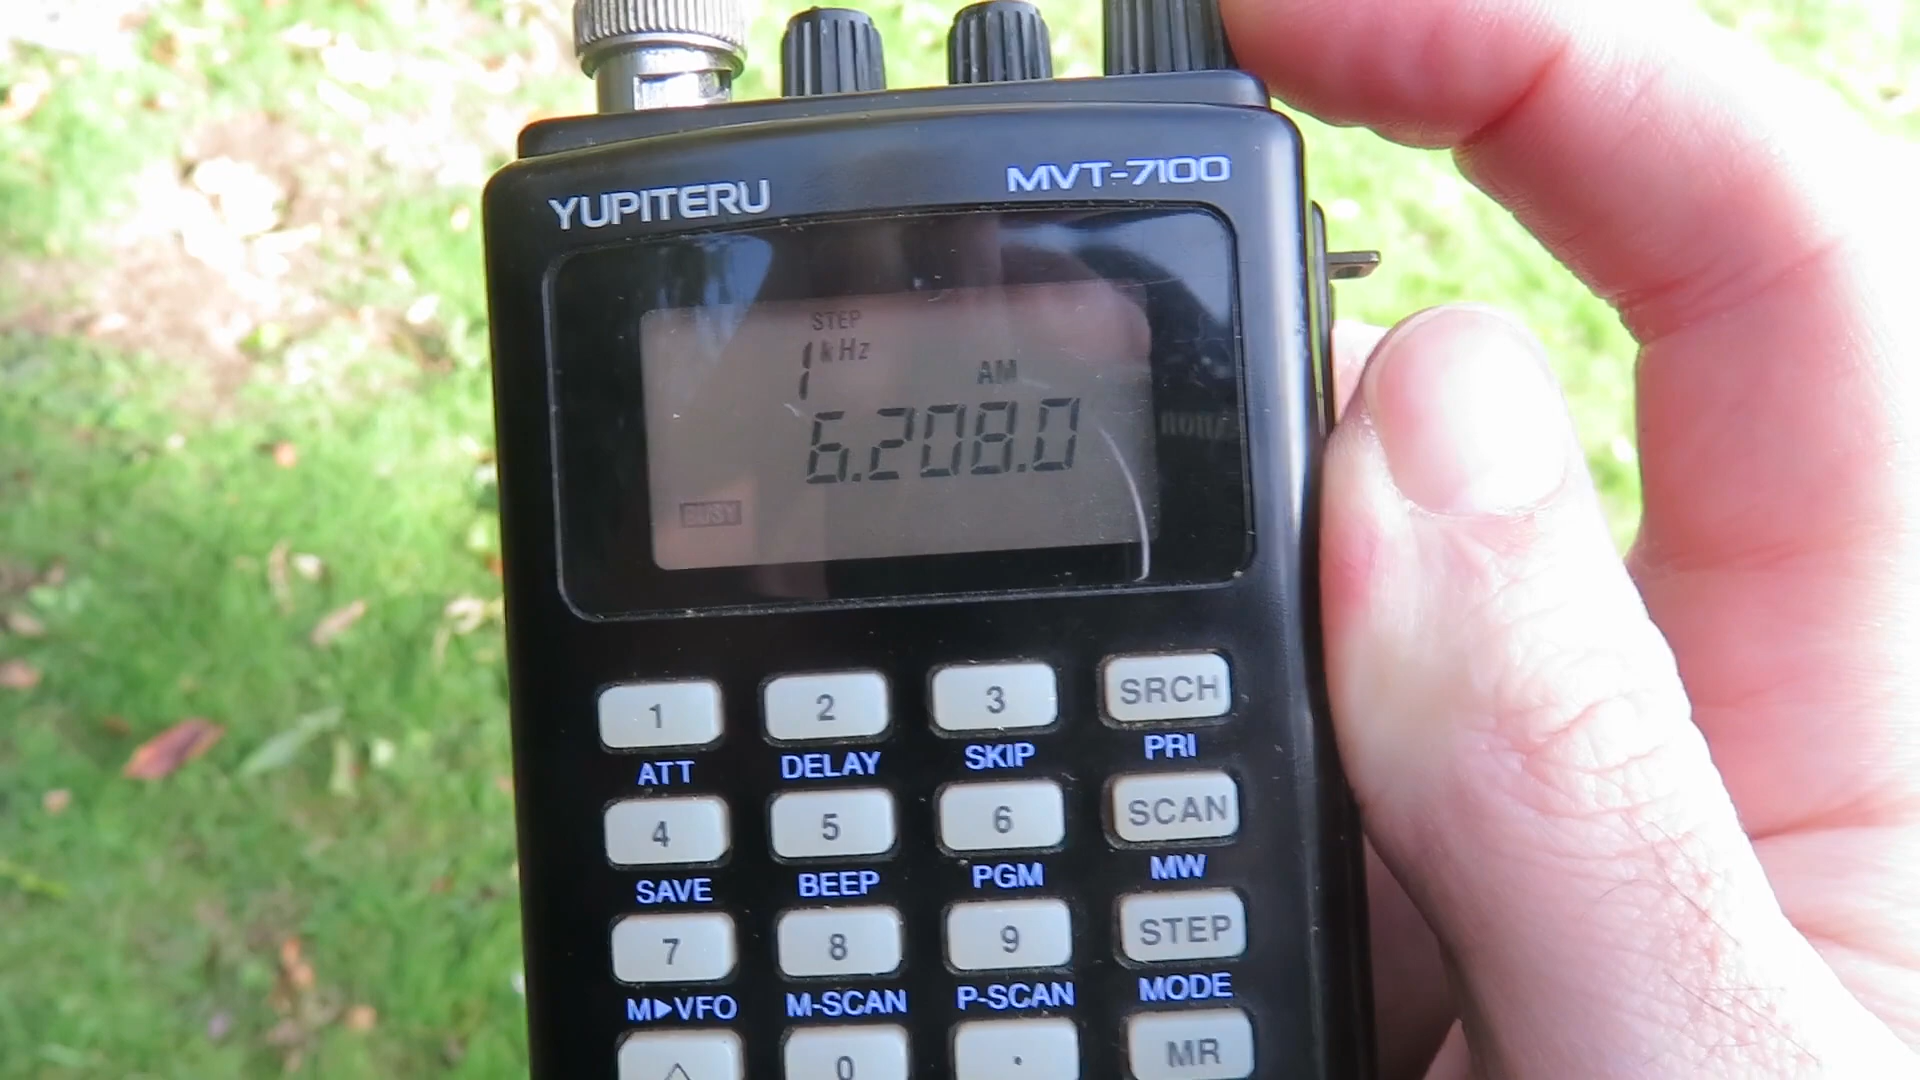 YUPITERU MVT-7100
STEP
1 kHz
AM
6.208.0
BUSY
1 2 3 SRCH
ATT DELAY SKIP PRI
4 5 6 SCAN
SAVE BEEP PGM MW
7 8 9 STEP
M▶VFO M-SCAN P-SCAN MODE
△ 0 . MR